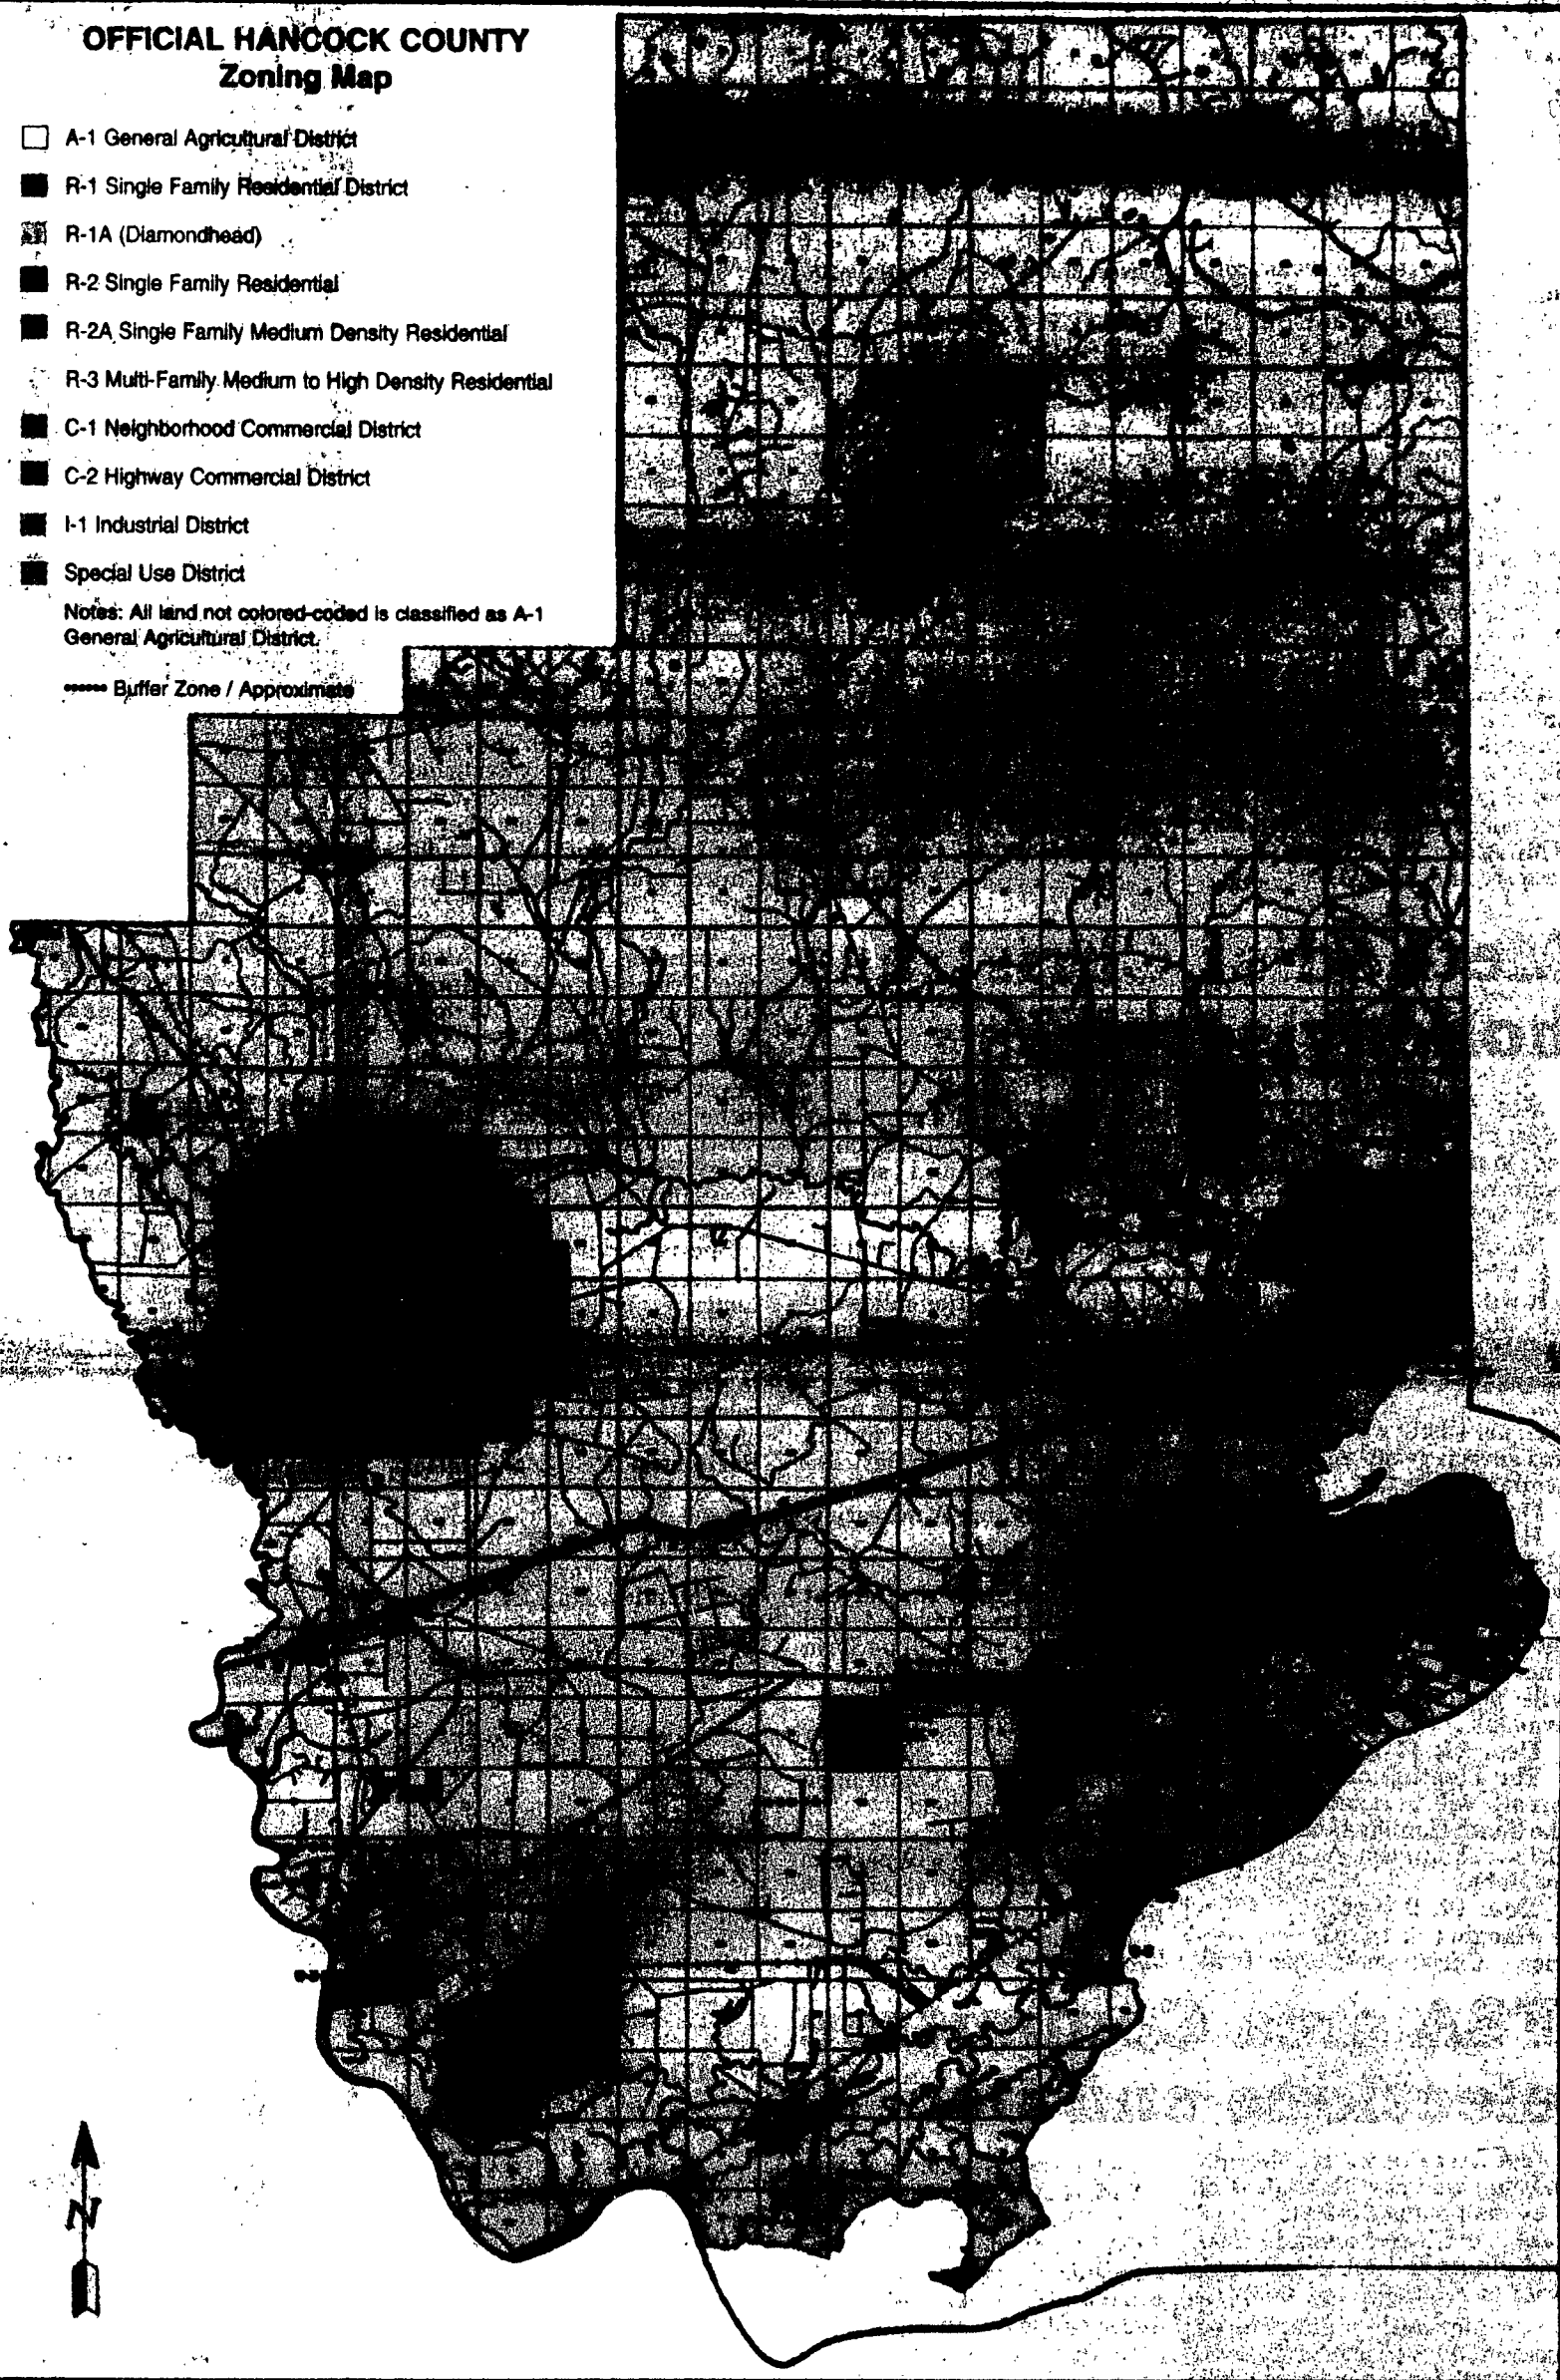 OFFICIAL HANCOCK COUNTY
Zoning Map
A-1 General Agricultural District
R-1 Single Family Residential District
R-1A (Diamondhead)
R-2 Single Family Residential
R-2A Single Family Medium Density Residential
R-3 Multi-Family Medium to High Density Residential
C-1 Neighborhood Commercial District
C-2 Highway Commercial District
I-1 Industrial District
Special Use District
Notes: All land not colored-coded is classified as A-1
General Agricultural District.
Buffer Zone / Approximate
N